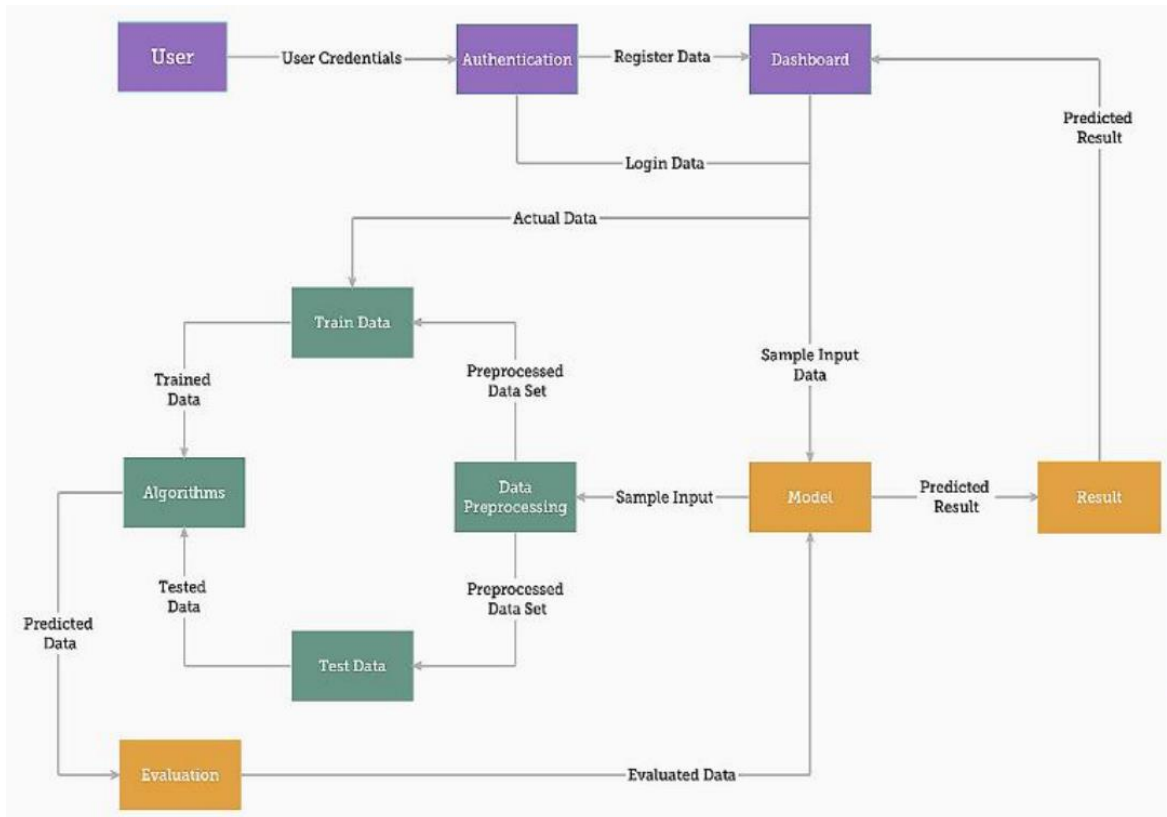 User
User Credentials
Authentication
Register Data
Dashboard
Predicted
Result
Login Data
Actual Data
Train Data
Sample Input
Data
Trained
Data
Preprocessed
Data Set
Algorithms
Data
Preprocessing
Sample Input
Model
Predicted
Result
Result
Tested
Data
Preprocessed
Data Set
Predicted
Data
Test Data
Evaluation
Evaluated Data